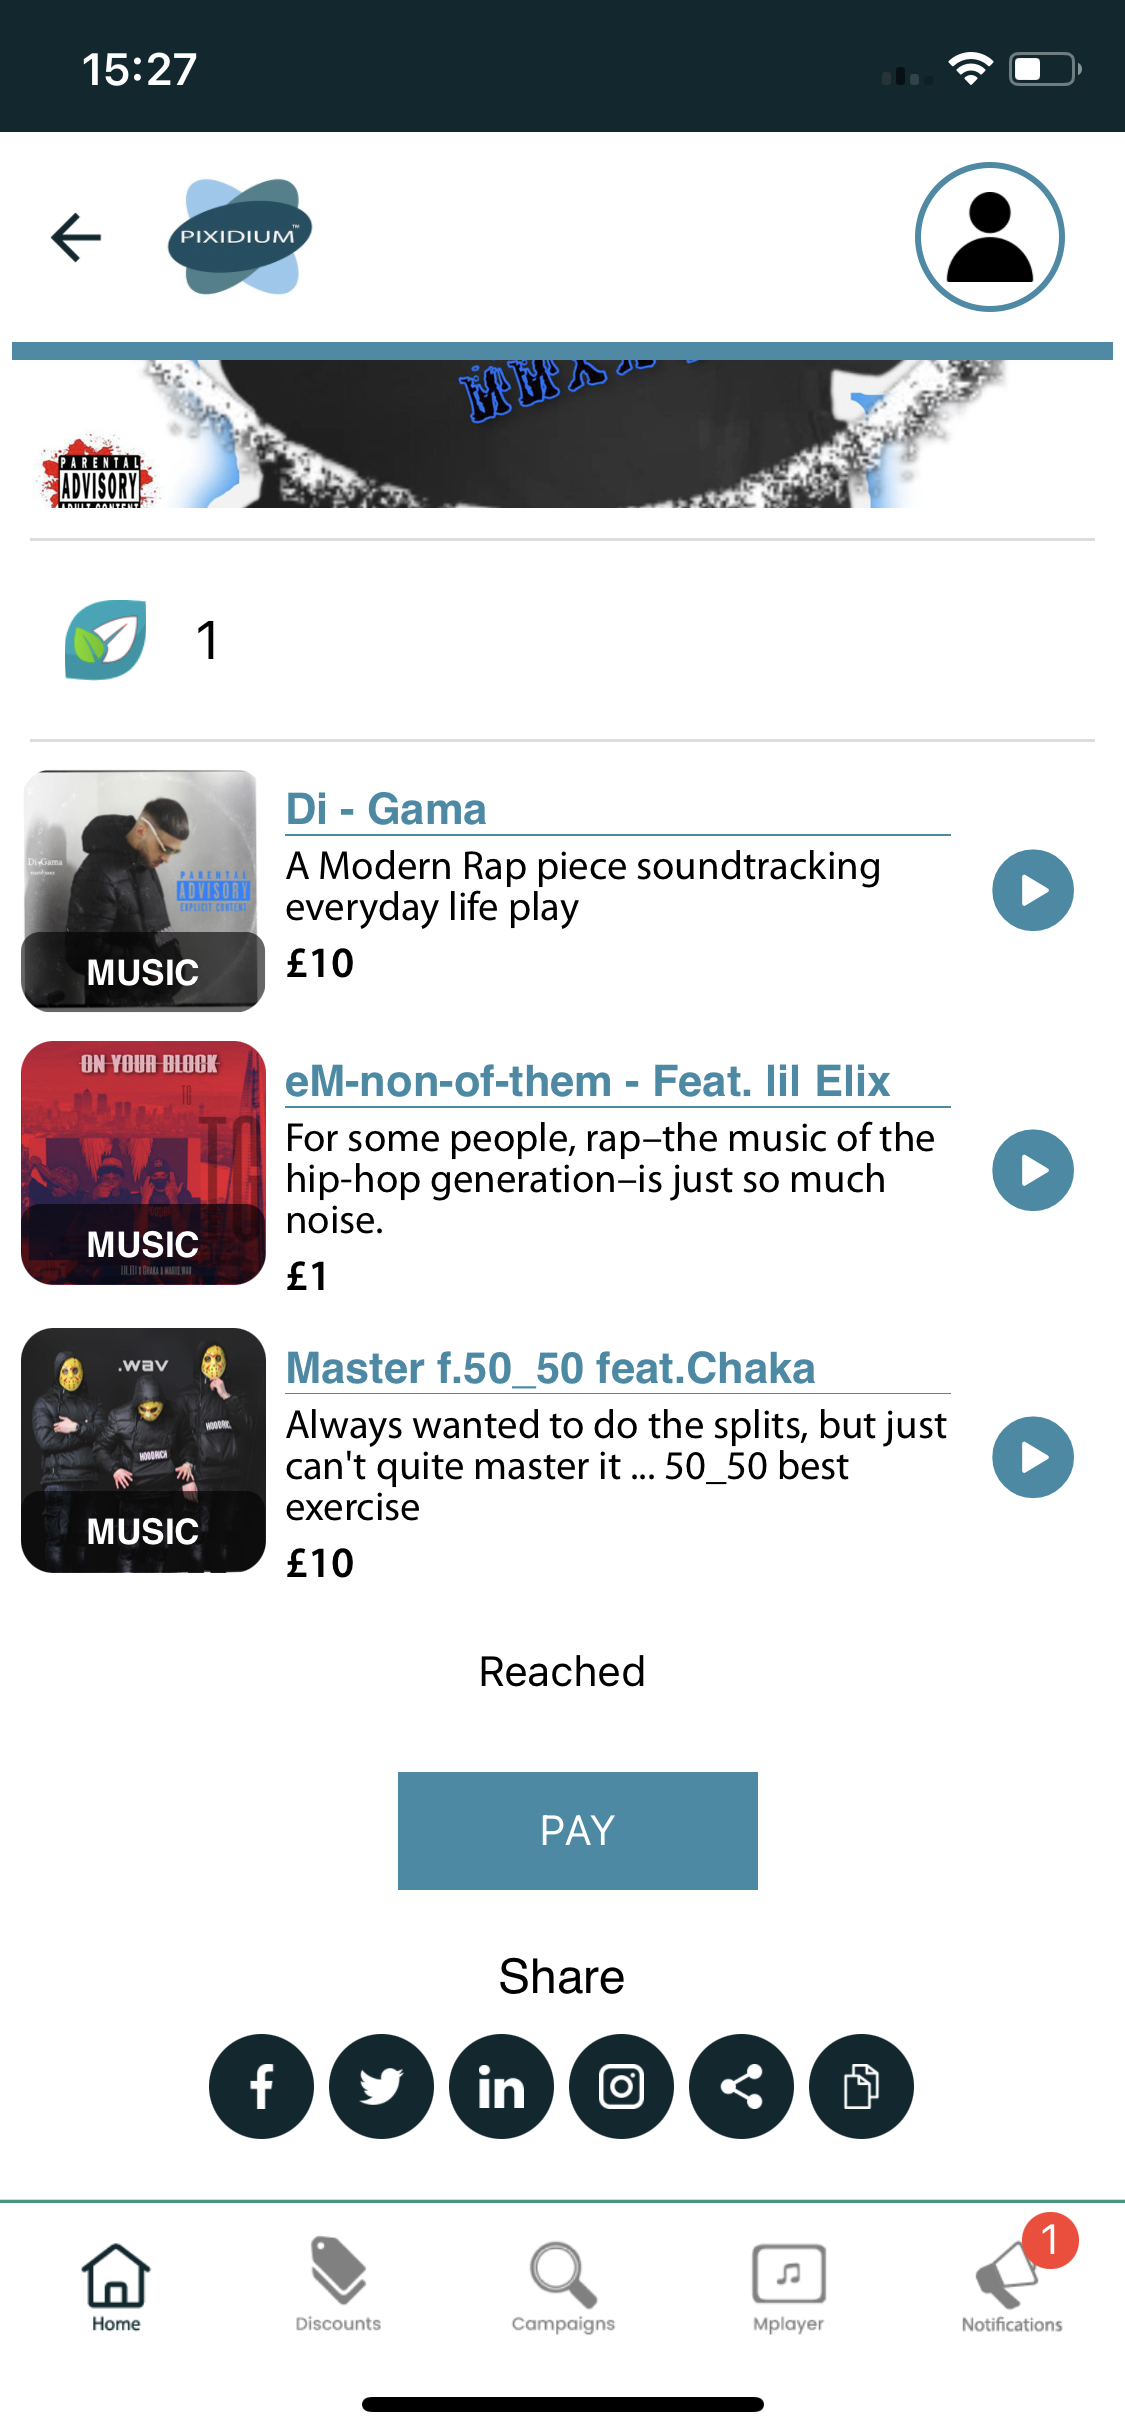 15:27
PIXIDIUM™
PARENTAL
ADVISORY
1
Di - Gama
A Modern Rap piece soundtracking
everyday life play
£10
Di-Gama
PARENTAL
ADVISORY
EXPLICIT CONTENT
MUSIC
ON YOUR BLOCK
eM-non-of-them - Feat. lil Elix
For some people, rap–the music of the
hip-hop generation–is just so much
noise.
£1
MUSIC
.wav
HOODRICH
Master f.50_50 feat.Chaka
Always wanted to do the splits, but just
can't quite master it ... 50_50 best
exercise
£10
MUSIC
Reached
PAY
Share
Home
Discounts
Campaigns
Mplayer
Notifications
1